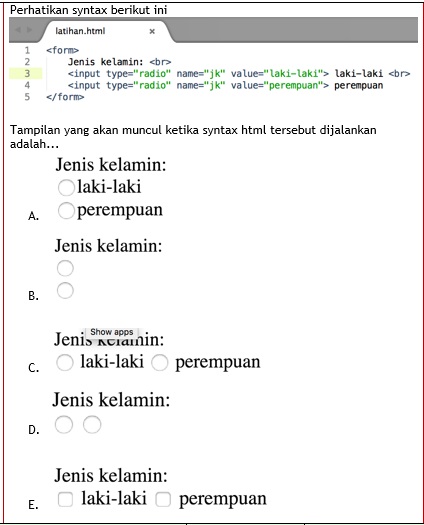 Perhatikan syntax berikut ini
latihan.html ×
1 <form>
2 Jenis kelamin: <br>
3 <input type="radio" name="jk" value="laki-laki"> laki-laki <br>
4 <input type="radio" name="jk" value="perempuan"> perempuan
5 </form>
Tampilan yang akan muncul ketika syntax html tersebut dijalankan
adalah...
Jenis kelamin:
laki-laki
A. perempuan
Jenis kelamin:
B.
Show apps
Jenis kelamin:
C. laki-laki perempuan
Jenis kelamin:
D.
Jenis kelamin:
E. laki-laki perempuan